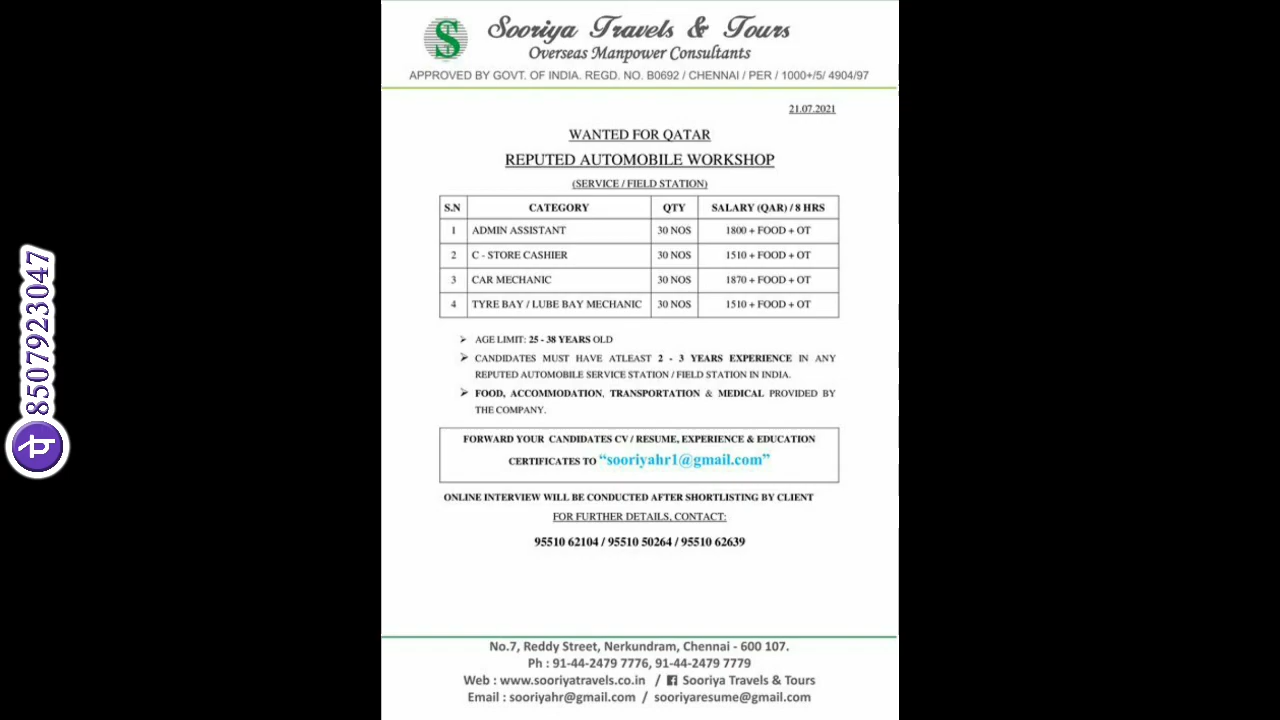 Sooriya Travels & Tours
Overseas Manpower Consultants
APPROVED BY GOVT. OF INDIA. REGD. NO. B0692 / CHENNAI / PER / 1000+/5/ 4904/97
21.07.2021
WANTED FOR QATAR
REPUTED AUTOMOBILE WORKSHOP
(SERVICE / FIELD STATION)
S.N CATEGORY QTY SALARY (QAR) / 8 HRS
1 ADMIN ASSISTANT 30 NOS 1800 + FOOD + OT
2 C - STORE CASHIER 30 NOS 1510 + FOOD + OT
3 CAR MECHANIC 30 NOS 1870 + FOOD + OT
4 TYRE BAY / LUBE BAY MECHANIC 30 NOS 1510 + FOOD + OT
➢ AGE LIMIT: 25 - 38 YEARS OLD
➢ CANDIDATES MUST HAVE ATLEAST 2 - 3 YEARS EXPERIENCE IN ANY
REPUTED AUTOMOBILE SERVICE STATION / FIELD STATION IN INDIA.
➢ FOOD, ACCOMMODATION, TRANSPORTATION & MEDICAL PROVIDED BY
THE COMPANY.
FORWARD YOUR CANDIDATES CV / RESUME, EXPERIENCE & EDUCATION
CERTIFICATES TO “sooriyahr1@gmail.com”
ONLINE INTERVIEW WILL BE CONDUCTED AFTER SHORTLISTING BY CLIENT
FOR FURTHER DETAILS, CONTACT:
95510 62104 / 95510 50264 / 95510 62639
No.7, Reddy Street, Nerkundram, Chennai - 600 107.
Ph : 91-44-2479 7776, 91-44-2479 7779
Web : www.sooriyatravels.co.in / Sooriya Travels & Tours
Email : sooriyahr@gmail.com / sooriyaresume@gmail.com
पे 8507923047